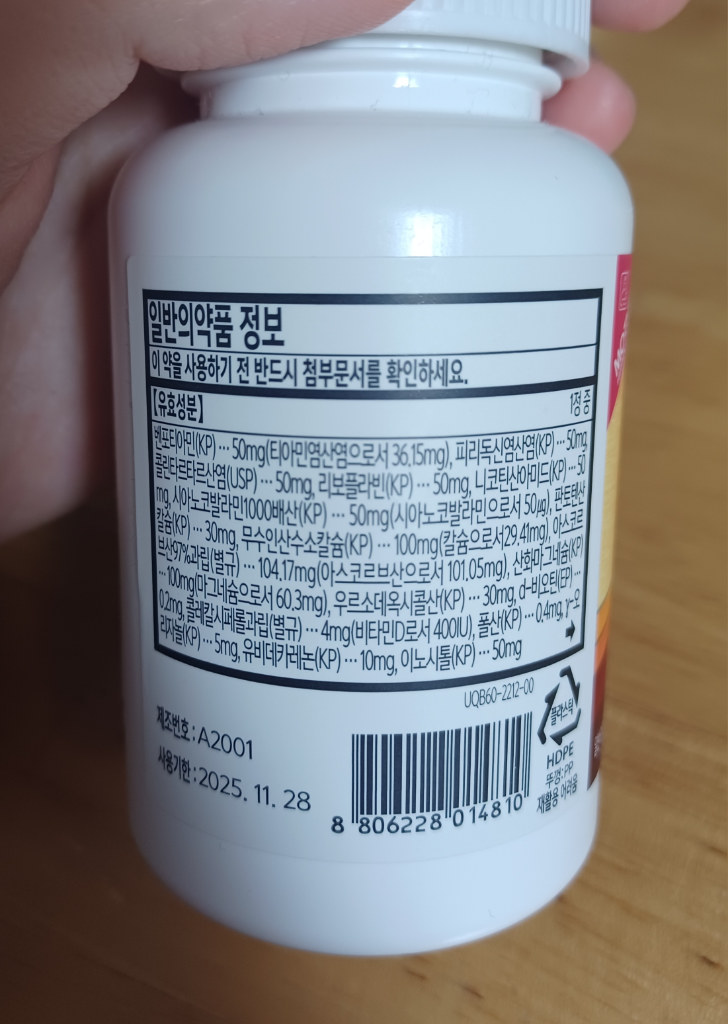 일반의약품 정보
이 약을 사용하기 전 반드시 첨부문서를 확인하세요.
[유효성분] 1정 중
벤포티아민(KP) … 50mg(티아민염산염으로서 36.15mg), 피리독신염산염(KP) … 50mg,
콜린타르타르산염(USP) … 50mg, 리보플라빈(KP) … 50mg, 니코틴산아미드(KP) … 50
mg, 시아노코발라민1000배산(KP) … 50mg(시아노코발라민으로서 50㎍), 판토텐산
칼슘(KP) … 30mg, 무수인산수소칼슘(KP) … 100mg(칼슘으로서29.41mg), 아스코르
브산97%과립(별규) … 104.17mg(아스코르브산으로서 101.05mg), 산화마그네슘(KP)
… 100mg(마그네슘으로서 60.3mg), 우르소데옥시콜산(KP) … 30mg, d-비오틴(EP) …
0.2mg, 콜레칼시페롤과립(별규) … 4mg(비타민D로서 400IU), 폴산(KP) … 0.4mg, γ-오
리자놀(KP) … 5mg, 유비데카레논(KP) … 10mg, 이노시톨(KP) … 50mg
UQB60-2212-00
제조번호 : A2001
사용기한 : 2025. 11. 28
8 806228 014810
플라스틱
HDPE
뚜껑: PP
재활용 어려움